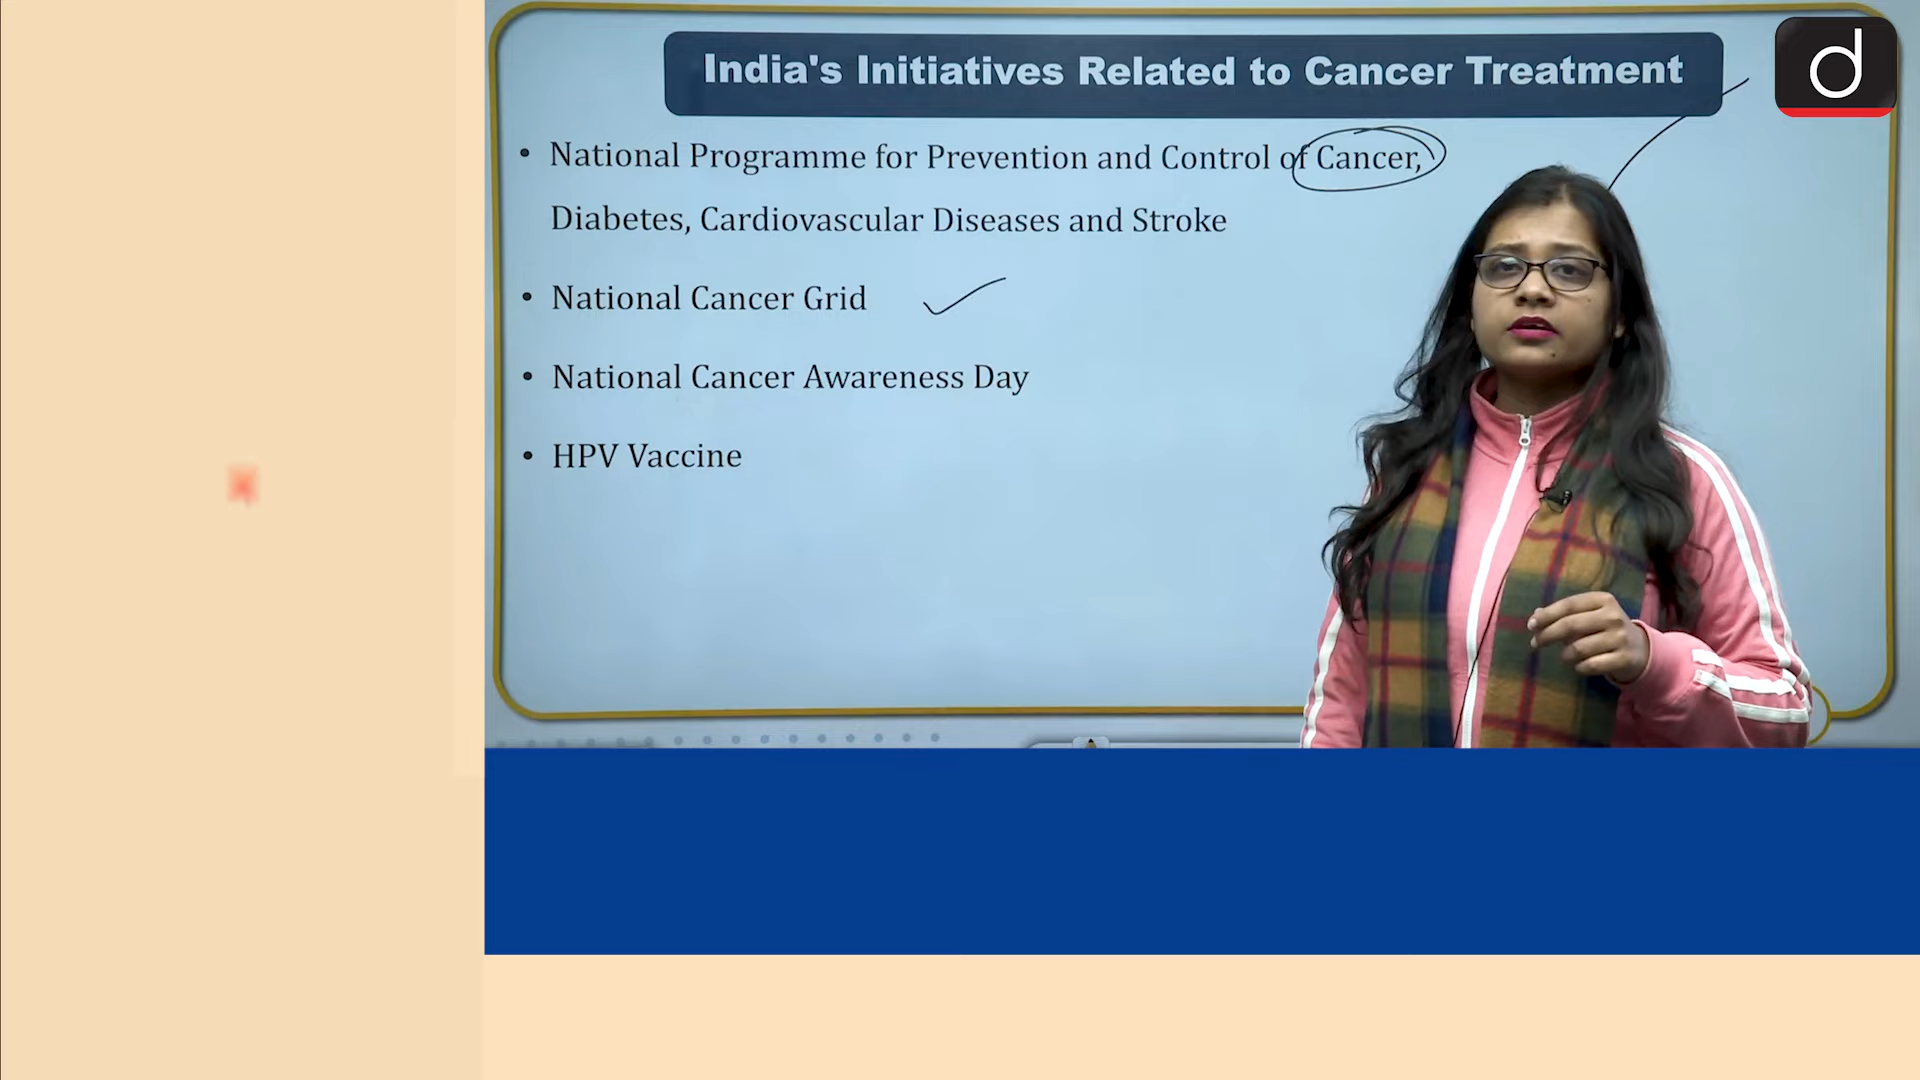 India's Initiatives Related to Cancer Treatment
• National Programme for Prevention and Control of Cancer,
Diabetes, Cardiovascular Diseases and Stroke
• National Cancer Grid
• National Cancer Awareness Day
• HPV Vaccine
d